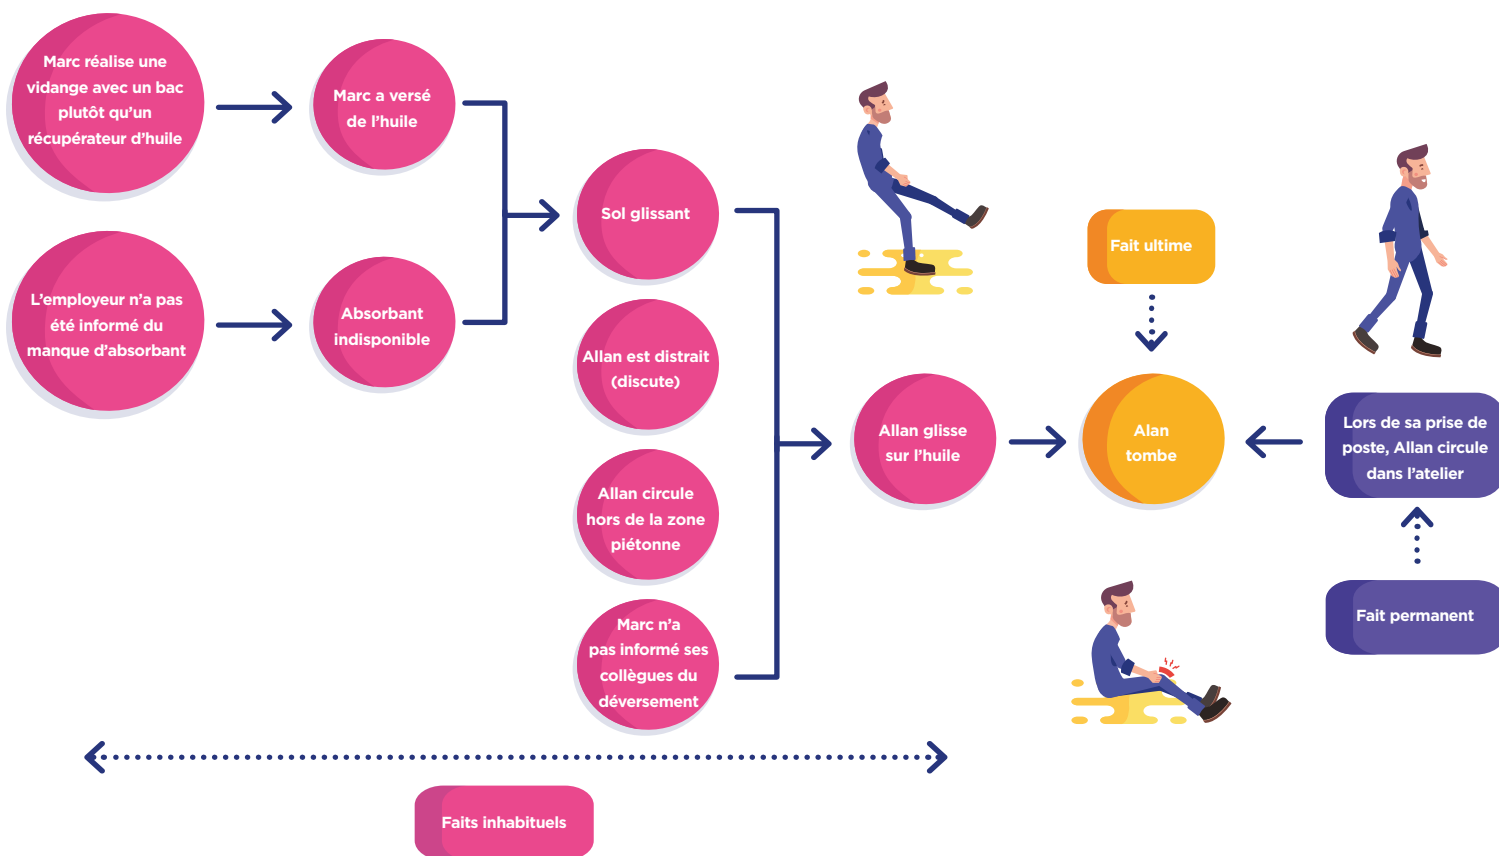 Marc réalise une
vidange avec un bac
plutôt qu’un
récupérateur d’huile
Marc a versé
de l’huile
L’employeur n’a pas
été informé du
manque d’absorbant
Absorbant
indisponible
Sol glissant
Allan est distrait
(discute)
Allan circule
hors de la zone
piétonne
Marc n’a
pas informé ses
collègues du
déversement
Allan glisse
sur l’huile
Fait ultime
Alan
tombe
Lors de sa prise de
poste, Allan circule
dans l’atelier
Fait permanent
Faits inhabituels